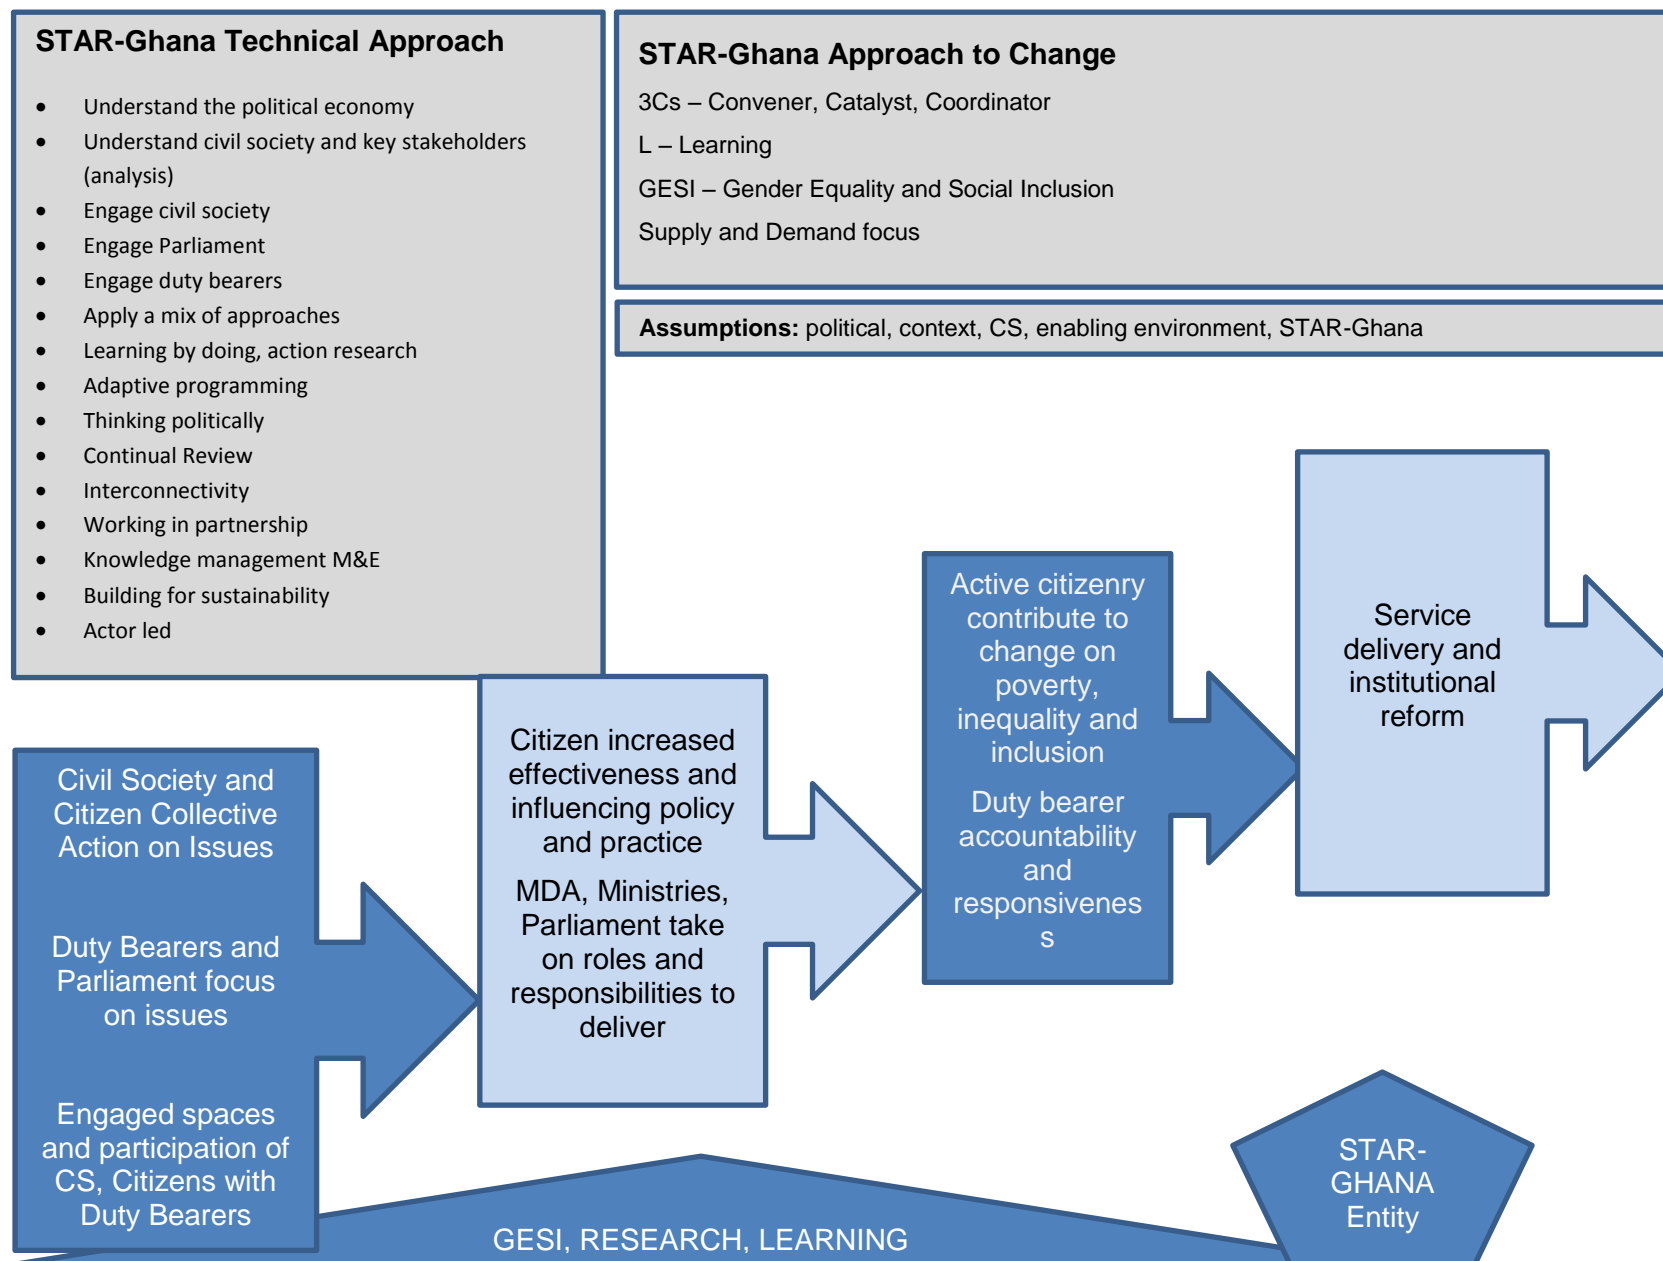 STAR-Ghana Technical Approach
• Understand the political economy
• Understand civil society and key stakeholders
(analysis)
• Engage civil society
• Engage Parliament
• Engage duty bearers
• Apply a mix of approaches
• Learning by doing, action research
• Adaptive programming
• Thinking politically
• Continual Review
• Interconnectivity
• Working in partnership
• Knowledge management M&E
• Building for sustainability
• Actor led
STAR-Ghana Approach to Change
3Cs – Convener, Catalyst, Coordinator
L – Learning
GESI – Gender Equality and Social Inclusion
Supply and Demand focus
Assumptions: political, context, CS, enabling environment, STAR-Ghana
Civil Society and
Citizen Collective
Action on Issues
Duty Bearers and
Parliament focus
on issues
Engaged spaces
and participation of
CS, Citizens with
Duty Bearers
Citizen increased
effectiveness and
influencing policy
and practice
MDA, Ministries,
Parliament take
on roles and
responsibilities to
deliver
Active citizenry
contribute to
change on
poverty,
inequality and
inclusion
Duty bearer
accountability
and
responsivenes
s
Service
delivery and
institutional
reform
GESI, RESEARCH, LEARNING
STAR-
GHANA
Entity